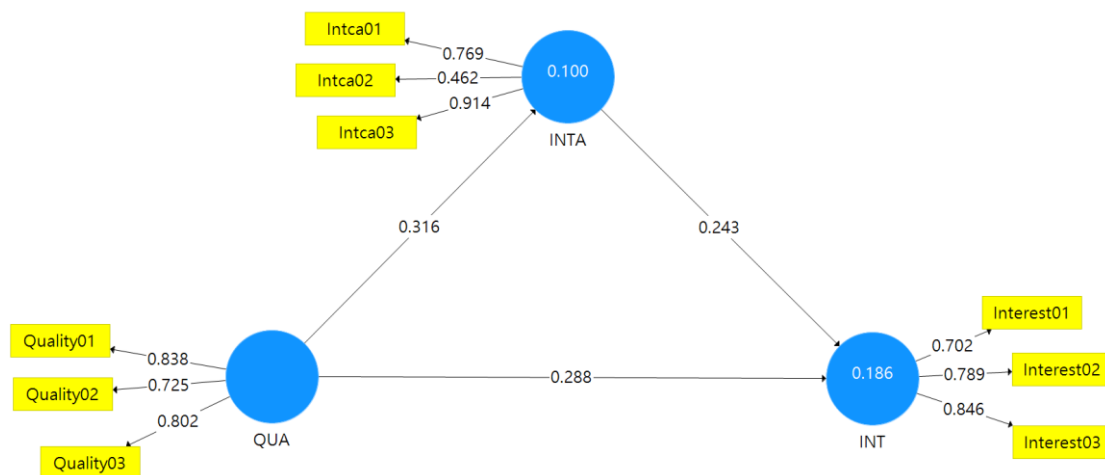 Intca01
0.769
0.100
Intca02
0.462
0.914
Intca03
INTA
0.316
0.243
Quality01
0.838
Quality02
0.725
0.802
Quality03
QUA
0.288
0.186
INT
Interest01
0.702
0.789
Interest02
0.846
Interest03